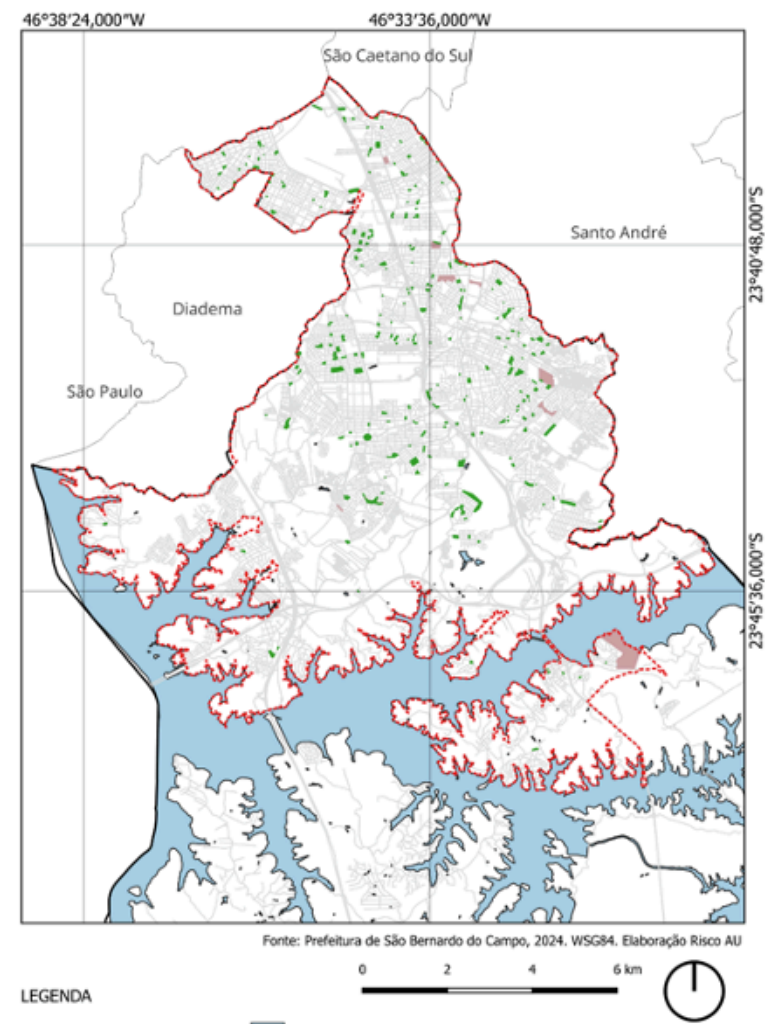 46°38'24,000"W 46°33'36,000"W
São Caetano do Sul
23°40'48,000"S
Santo André
Diadema
São Paulo
23°45'36,000"S
Fonte: Prefeitura de São Bernardo do Campo, 2024. WSG84. Elaboração Risco AU
0 2 4 6 km
LEGENDA